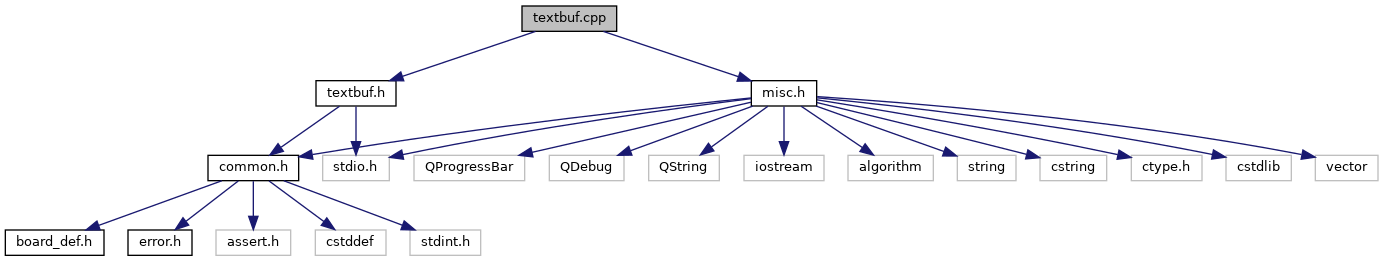 textbuf.cpp
textbuf.h
misc.h
common.h
stdio.h
QProgressBar
QDebug
QString
iostream
algorithm
string
cstring
ctype.h
cstdlib
vector
board_def.h
error.h
assert.h
cstddef
stdint.h